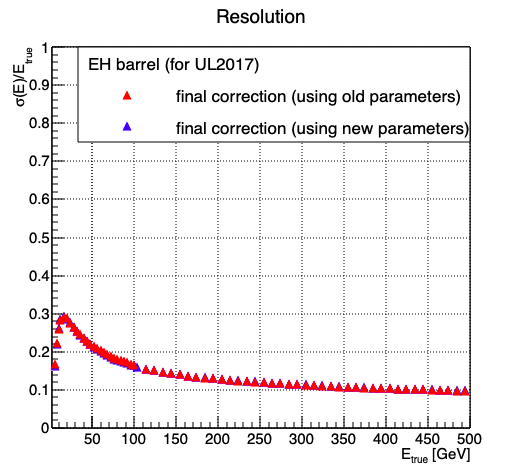 Resolution
σ(E)/E_true
1
0.9
0.8
0.7
0.6
0.5
0.4
0.3
0.2
0.1
0
EH barrel (for UL2017)
final correction (using old parameters)
final correction (using new parameters)
50 100 150 200 250 300 350 400 450 500
E_true [GeV]